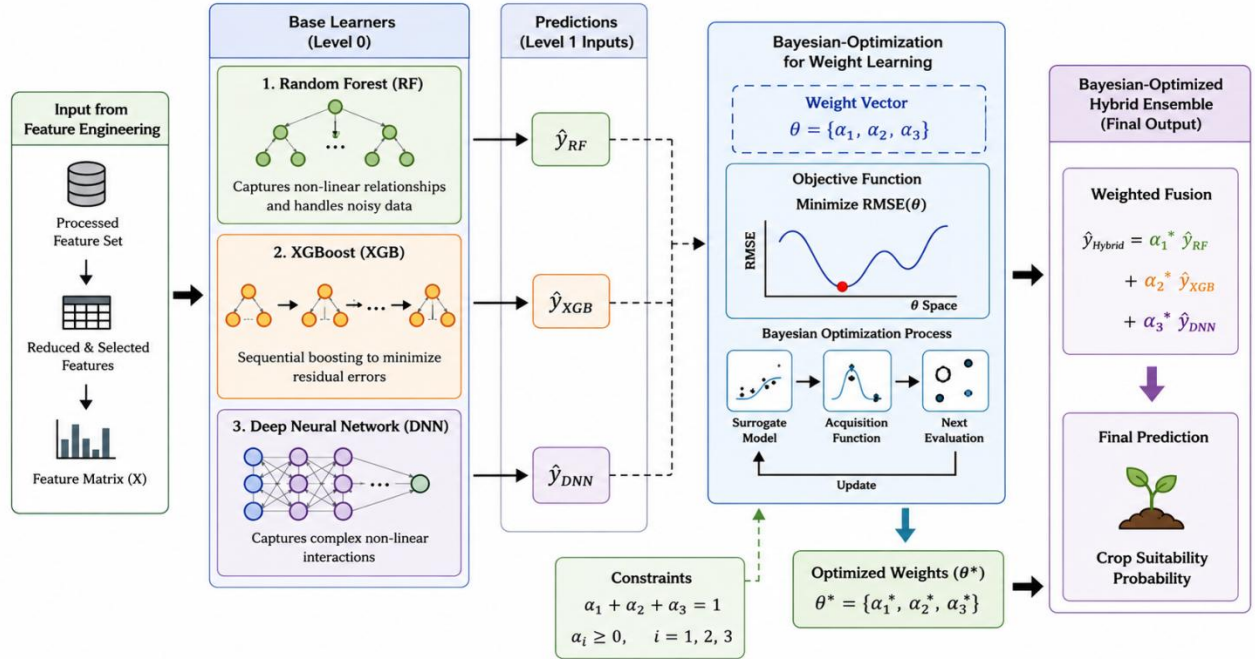 Input from
Feature Engineering
Processed
Feature Set
Reduced & Selected
Features
Feature Matrix (X)
Base Learners
(Level 0)
1. Random Forest (RF)
...
Captures non-linear relationships
and handles noisy data
2. XGBoost (XGB)
...
Sequential boosting to minimize
residual errors
3. Deep Neural Network (DNN)
...
Captures complex non-linear
interactions
Predictions
(Level 1 Inputs)
ŷ_RF
ŷ_XGB
ŷ_DNN
Bayesian-Optimization
for Weight Learning
Weight Vector
θ = {α₁, α₂, α₃}
Objective Function
Minimize RMSE(θ)
RMSE
θ Space
Bayesian Optimization Process
Surrogate
Model
Acquisition
Function
Next
Evaluation
Update
Constraints
α₁ + α₂ + α₃ = 1
αᵢ ≥ 0, i = 1, 2, 3
Optimized Weights (θ*)
θ* = {α₁*, α₂*, α₃*}
Bayesian-Optimized
Hybrid Ensemble
(Final Output)
Weighted Fusion
ŷ_Hybrid = α₁* ŷ_RF
+ α₂* ŷ_XGB
+ α₃* ŷ_DNN
Final Prediction
Crop Suitability
Probability